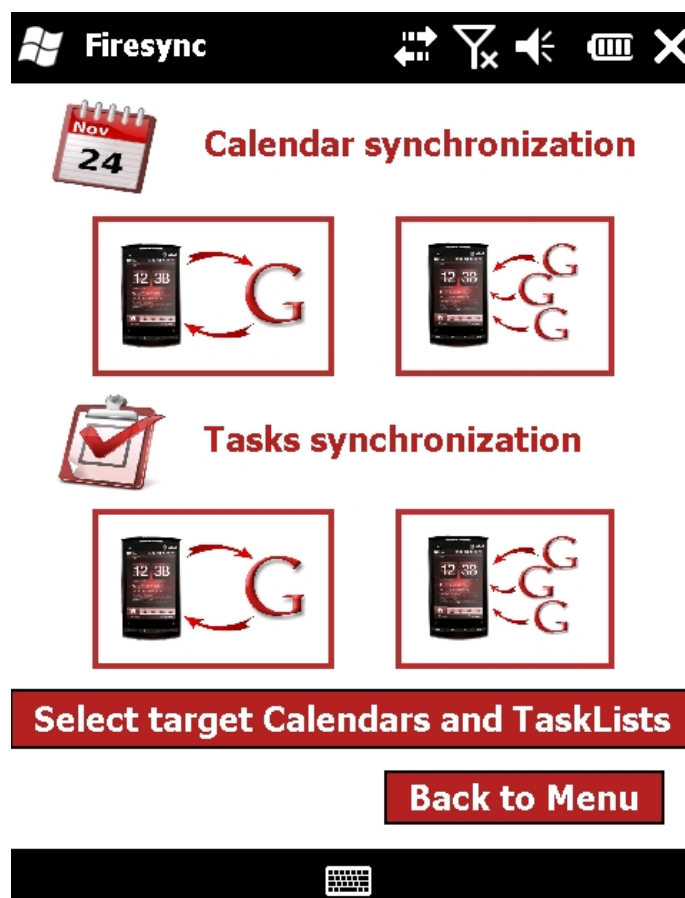 Firesync
Nov
24
Calendar synchronization
12 38
G
12 38
G
G
G
Tasks synchronization
12 38
G
12 38
G
G
G
Select target Calendars and TaskLists
Back to Menu